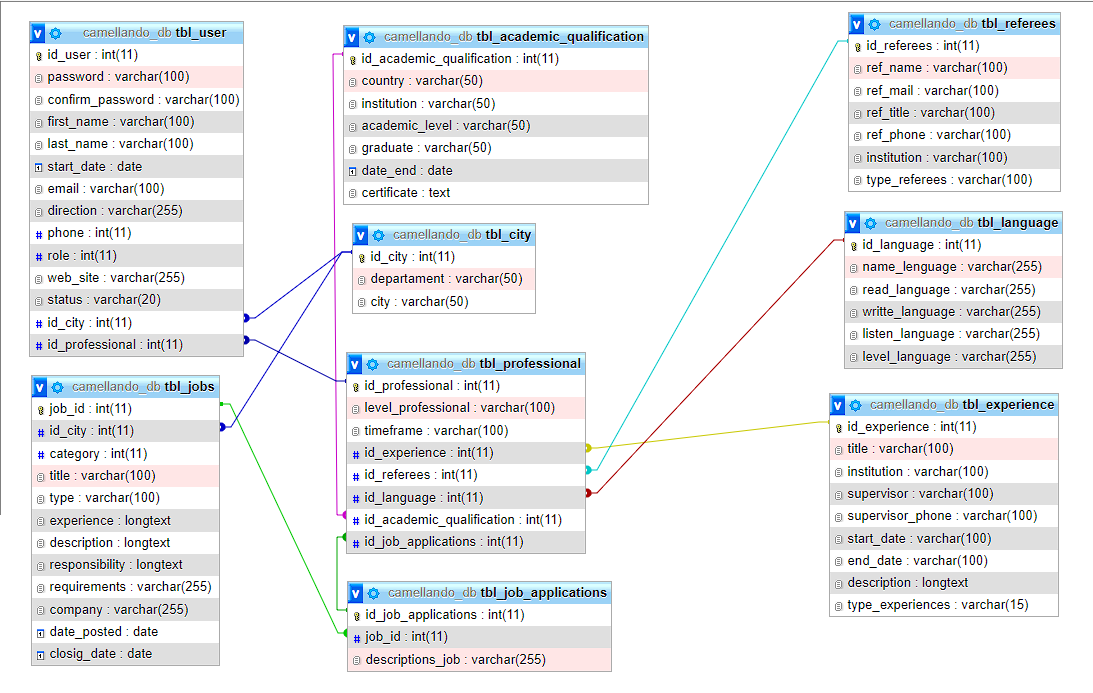 camellando_db tbl_user
id_user : int(11)
password : varchar(100)
confirm_password : varchar(100)
first_name : varchar(100)
last_name : varchar(100)
start_date : date
email : varchar(100)
direction : varchar(255)
phone : int(11)
role : int(11)
web_site : varchar(255)
status : varchar(20)
id_city : int(11)
id_professional : int(11)
camellando_db tbl_jobs
job_id : int(11)
id_city : int(11)
category : int(11)
title : varchar(100)
type : varchar(100)
experience : longtext
description : longtext
responsibility : longtext
requirements : varchar(255)
company : varchar(255)
date_posted : date
closig_date : date
camellando_db tbl_academic_qualification
id_academic_qualification : int(11)
country : varchar(50)
institution : varchar(50)
academic_level : varchar(50)
graduate : varchar(50)
date_end : date
certificate : text
camellando_db tbl_city
id_city : int(11)
departament : varchar(50)
city : varchar(50)
camellando_db tbl_professional
id_professional : int(11)
level_professional : varchar(100)
timeframe : varchar(100)
id_experience : int(11)
id_referees : int(11)
id_language : int(11)
id_academic_qualification : int(11)
id_job_applications : int(11)
camellando_db tbl_job_applications
id_job_applications : int(11)
job_id : int(11)
descriptions_job : varchar(255)
camellando_db tbl_referees
id_referees : int(11)
ref_name : varchar(100)
ref_mail : varchar(100)
ref_title : varchar(100)
ref_phone : varchar(100)
institution : varchar(100)
type_referees : varchar(100)
camellando_db tbl_language
id_language : int(11)
name_lenguage : varchar(255)
read_language : varchar(255)
writte_language : varchar(255)
listen_language : varchar(255)
level_language : varchar(255)
camellando_db tbl_experience
id_experience : int(11)
title : varchar(100)
institution : varchar(100)
supervisor : varchar(100)
supervisor_phone : varchar(100)
start_date : varchar(100)
end_date : varchar(100)
description : longtext
type_experiences : varchar(15)